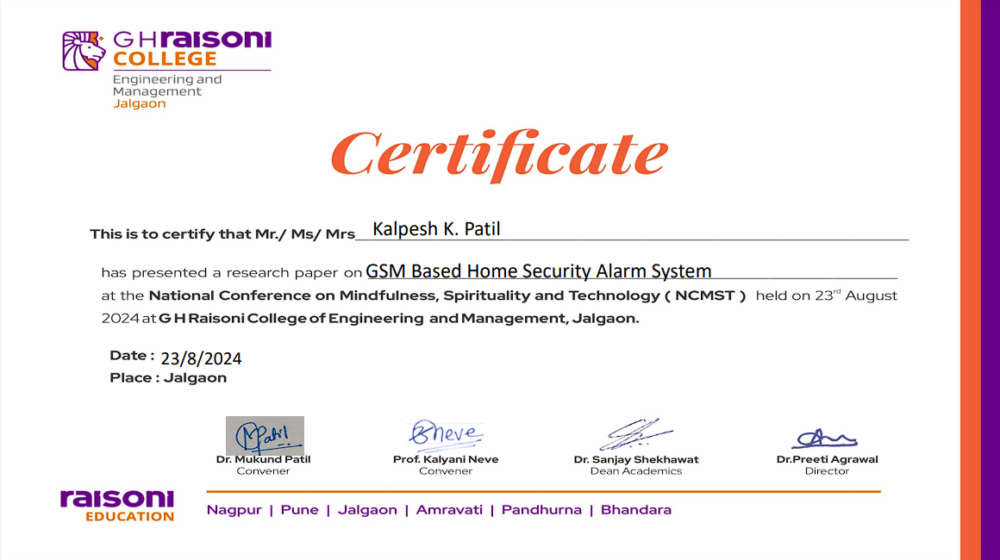 GHraisoni
COLLEGE
Engineering and
Management
Jalgaon
Certificate
This is to certify that Mr./ Ms/ Mrs Kalpesh K. Patil
has presented a research paper on GSM Based Home Security Alarm System
at the National Conference on Mindfulness, Spirituality and Technology ( NCMST ) held on 23rd August
2024 at G H Raisoni College of Engineering and Management, Jalgaon.
Date : 23/8/2024
Place : Jalgaon
MPatil
Neve
Dr. Mukund Patil
Prof. Kalyani Neve
Dr. Sanjay Shekhawat
Dr.Preeti Agrawal
Convener
Convener
Dean Academics
Director
raisoni
EDUCATION
Nagpur | Pune | Jalgaon | Amravati | Pandhurna | Bhandara